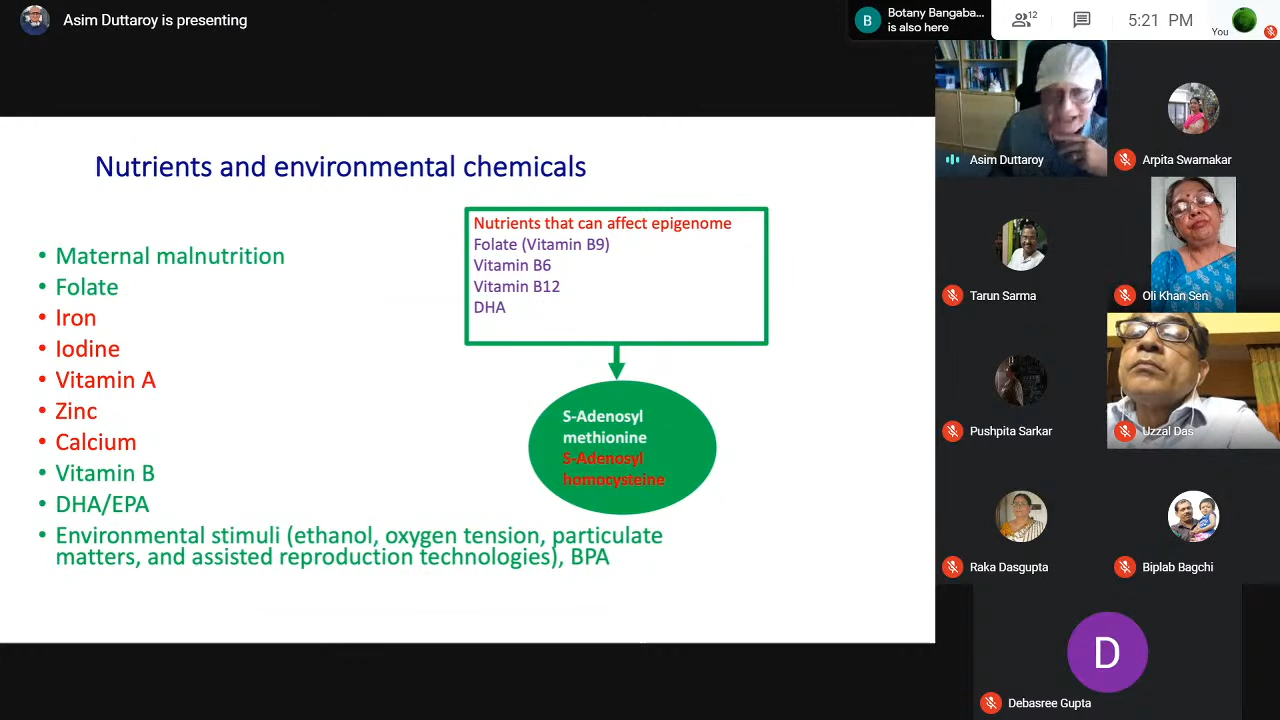 Asim Duttaroy is presenting
B
Botany Bangaba...
is also here
12
5:21 PM
You
Nutrients and environmental chemicals
• Maternal malnutrition
• Folate
• Iron
• Iodine
• Vitamin A
• Zinc
• Calcium
• Vitamin B
• DHA/EPA
• Environmental stimuli (ethanol, oxygen tension, particulate
matters, and assisted reproduction technologies), BPA
Nutrients that can affect epigenome
Folate (Vitamin B9)
Vitamin B6
Vitamin B12
DHA
S-Adenosyl
methionine
S-Adenosyl
homocysteine
Asim Duttaroy
Arpita Swarnakar
Tarun Sarma
Oli Khan Sen
Pushpita Sarkar
Uzzal Das
Raka Dasgupta
Biplab Bagchi
D
Debasree Gupta